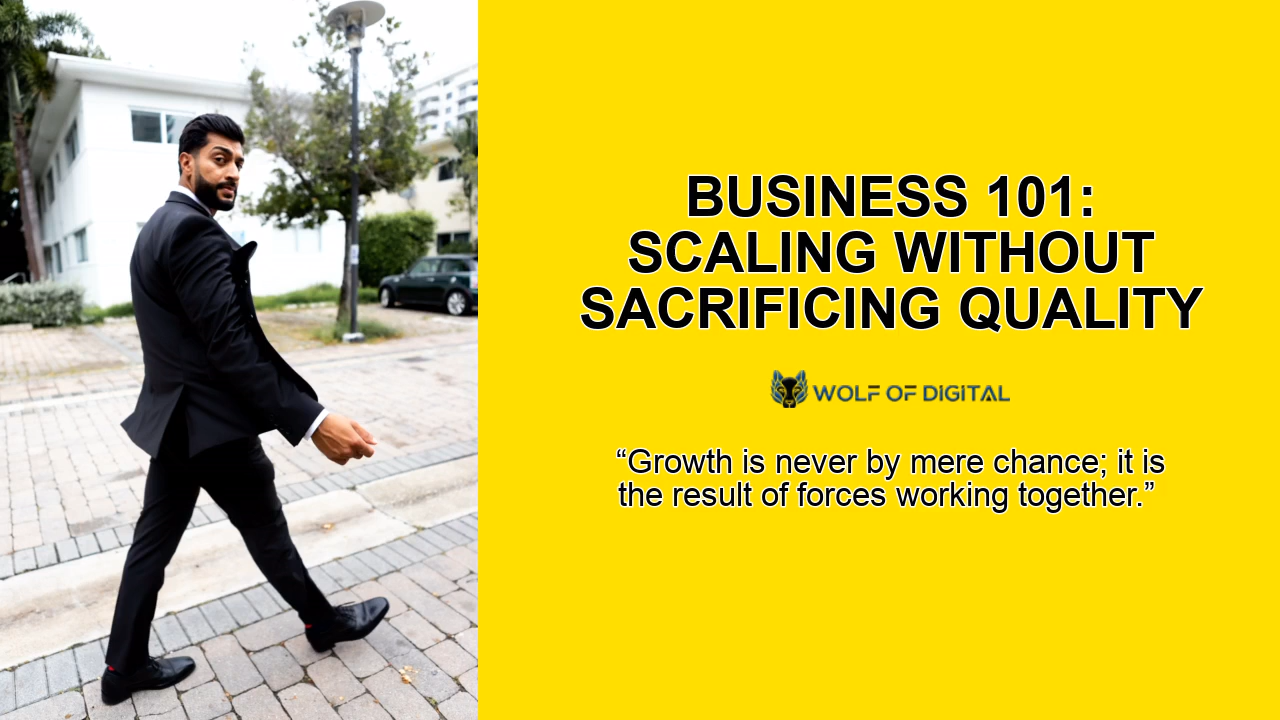 BUSINESS 101:
SCALING WITHOUT
SACRIFICING QUALITY
WOLF OF DIGITAL
“Growth is never by mere chance; it is
the result of forces working together.”